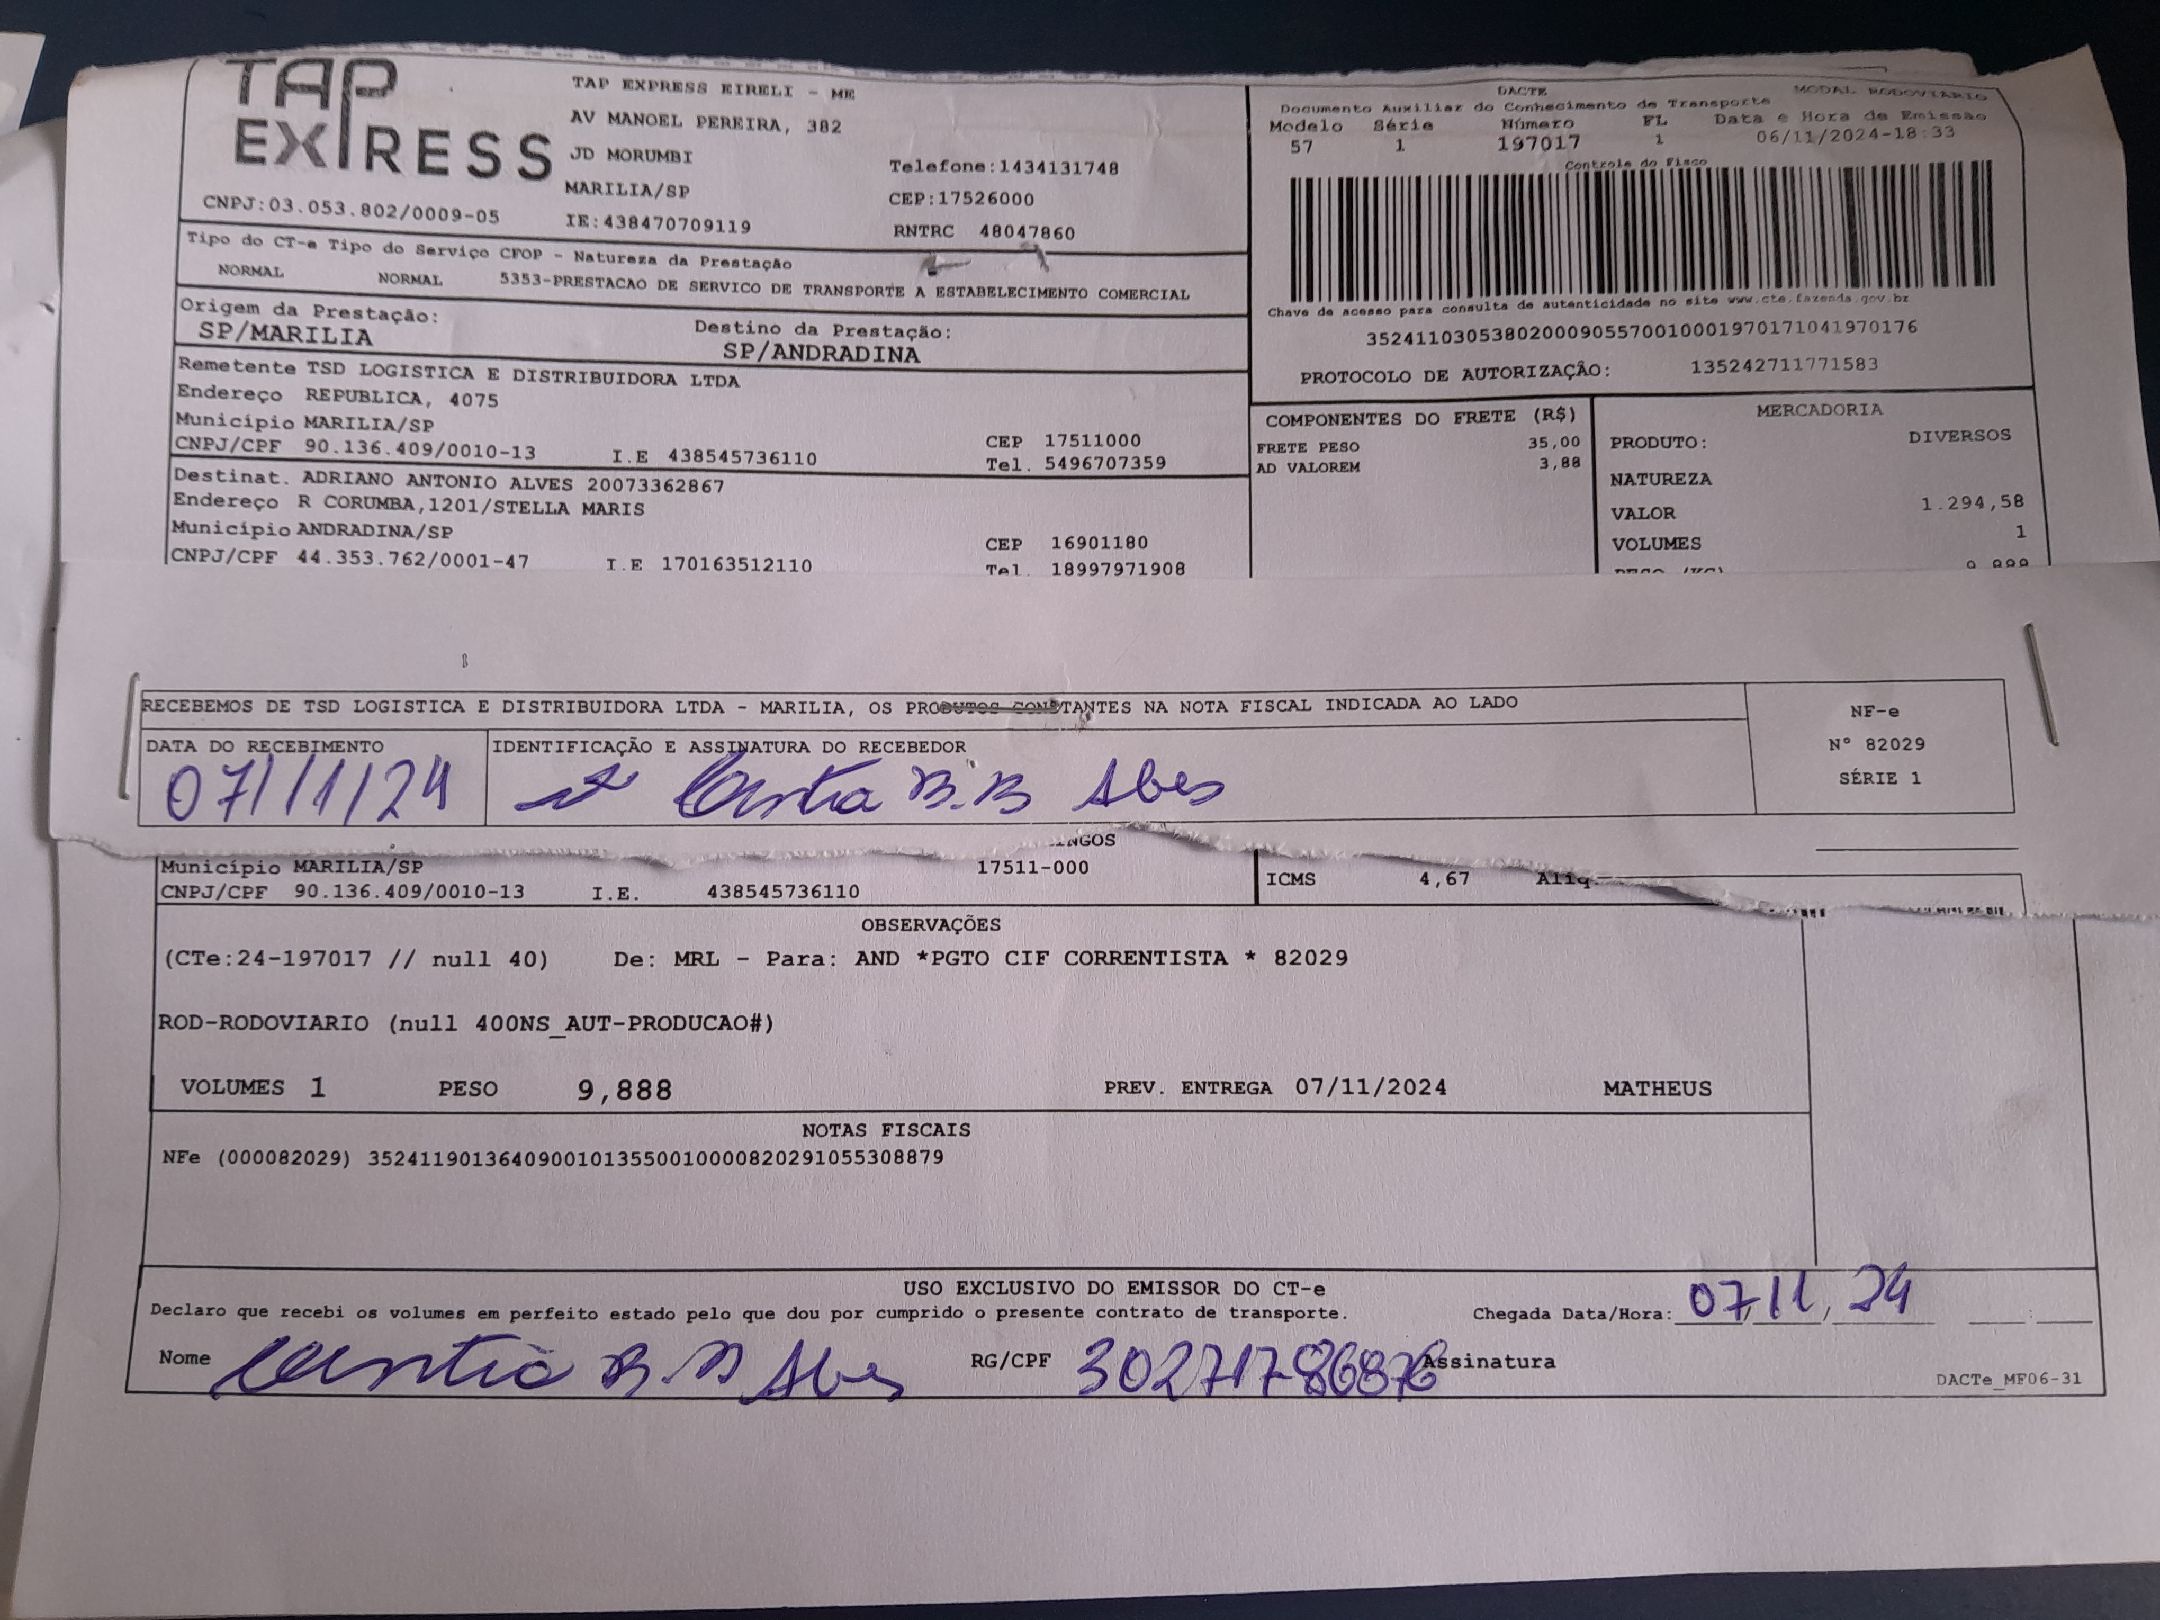 TAP
EXPRESS
TAP EXPRESS EIRELI - ME
AV MANOEL PEREIRA, 382
JD MORUMBI
MARILIA/SP
Telefone:1434131748
CEP:17526000
CNPJ:03.053.802/0009-05
IE:438470709119
RNTRC 48047860
DACTE MODAL RODOVIARIO
Documento Auxiliar do Conhecimento de Transporte
Modelo Série Número FL Data e Hora de Emissao
57 1 197017 1 06/11/2024-18:33
Controle do Fisco
Chave de acesso para consulta de autenticidade no site www.cte.fazenda.gov.br
35241103053802000905570010001970171041970176
PROTOCOLO DE AUTORIZAÇÃO: 135242711771583
Tipo do CT-e Tipo do Serviço CFOP - Natureza da Prestação
NORMAL NORMAL 5353-PRESTACAO DE SERVICO DE TRANSPORTE A ESTABELECIMENTO COMERCIAL
Origem da Prestação: Destino da Prestação:
SP/MARILIA SP/ANDRADINA
Remetente TSD LOGISTICA E DISTRIBUIDORA LTDA
Endereço REPUBLICA, 4075
Município MARILIA/SP CEP 17511000
CNPJ/CPF 90.136.409/0010-13 I.E 438545736110 Tel. 5496707359
Destinat. ADRIANO ANTONIO ALVES 20073362867
Endereço R CORUMBA,1201/STELLA MARIS
Município ANDRADINA/SP CEP 16901180
CNPJ/CPF 44.353.762/0001-47 I.E 170163512110 Tel. 18997971908
COMPONENTES DO FRETE (R$)
FRETE PESO 35,00
AD VALOREM 3,88
MERCADORIA
PRODUTO: DIVERSOS
NATUREZA
VALOR 1.294,58
VOLUMES 1
PESO (KG) 9,888
RECEBEMOS DE TSD LOGISTICA E DISTRIBUIDORA LTDA - MARILIA, OS PRODUTOS CONSTANTES NA NOTA FISCAL INDICADA AO LADO
DATA DO RECEBIMENTO IDENTIFICAÇÃO E ASSINATURA DO RECEBEDOR
07/11/24 B.B Alves
NF-e
N° 82029
SÉRIE 1
Município MARILIA/SP 17511-000
CNPJ/CPF 90.136.409/0010-13 I.E. 438545736110
ICMS 4,67 Aliq.
OBSERVAÇÕES
(CTe:24-197017 // null 40) De: MRL - Para: AND *PGTO CIF CORRENTISTA * 82029
ROD-RODOVIARIO (null 400NS_AUT-PRODUCAO#)
VOLUMES 1 PESO 9,888 PREV. ENTREGA 07/11/2024 MATHEUS
NOTAS FISCAIS
NFe (000082029) 35241190136409001013550010000820291055308879
USO EXCLUSIVO DO EMISSOR DO CT-e
Declaro que recebi os volumes em perfeito estado pelo que dou por cumprido o presente contrato de transporte. Chegada Data/Hora: 07/11/24
Nome B.B Alves RG/CPF Assinatura
DACTe_MF06-31